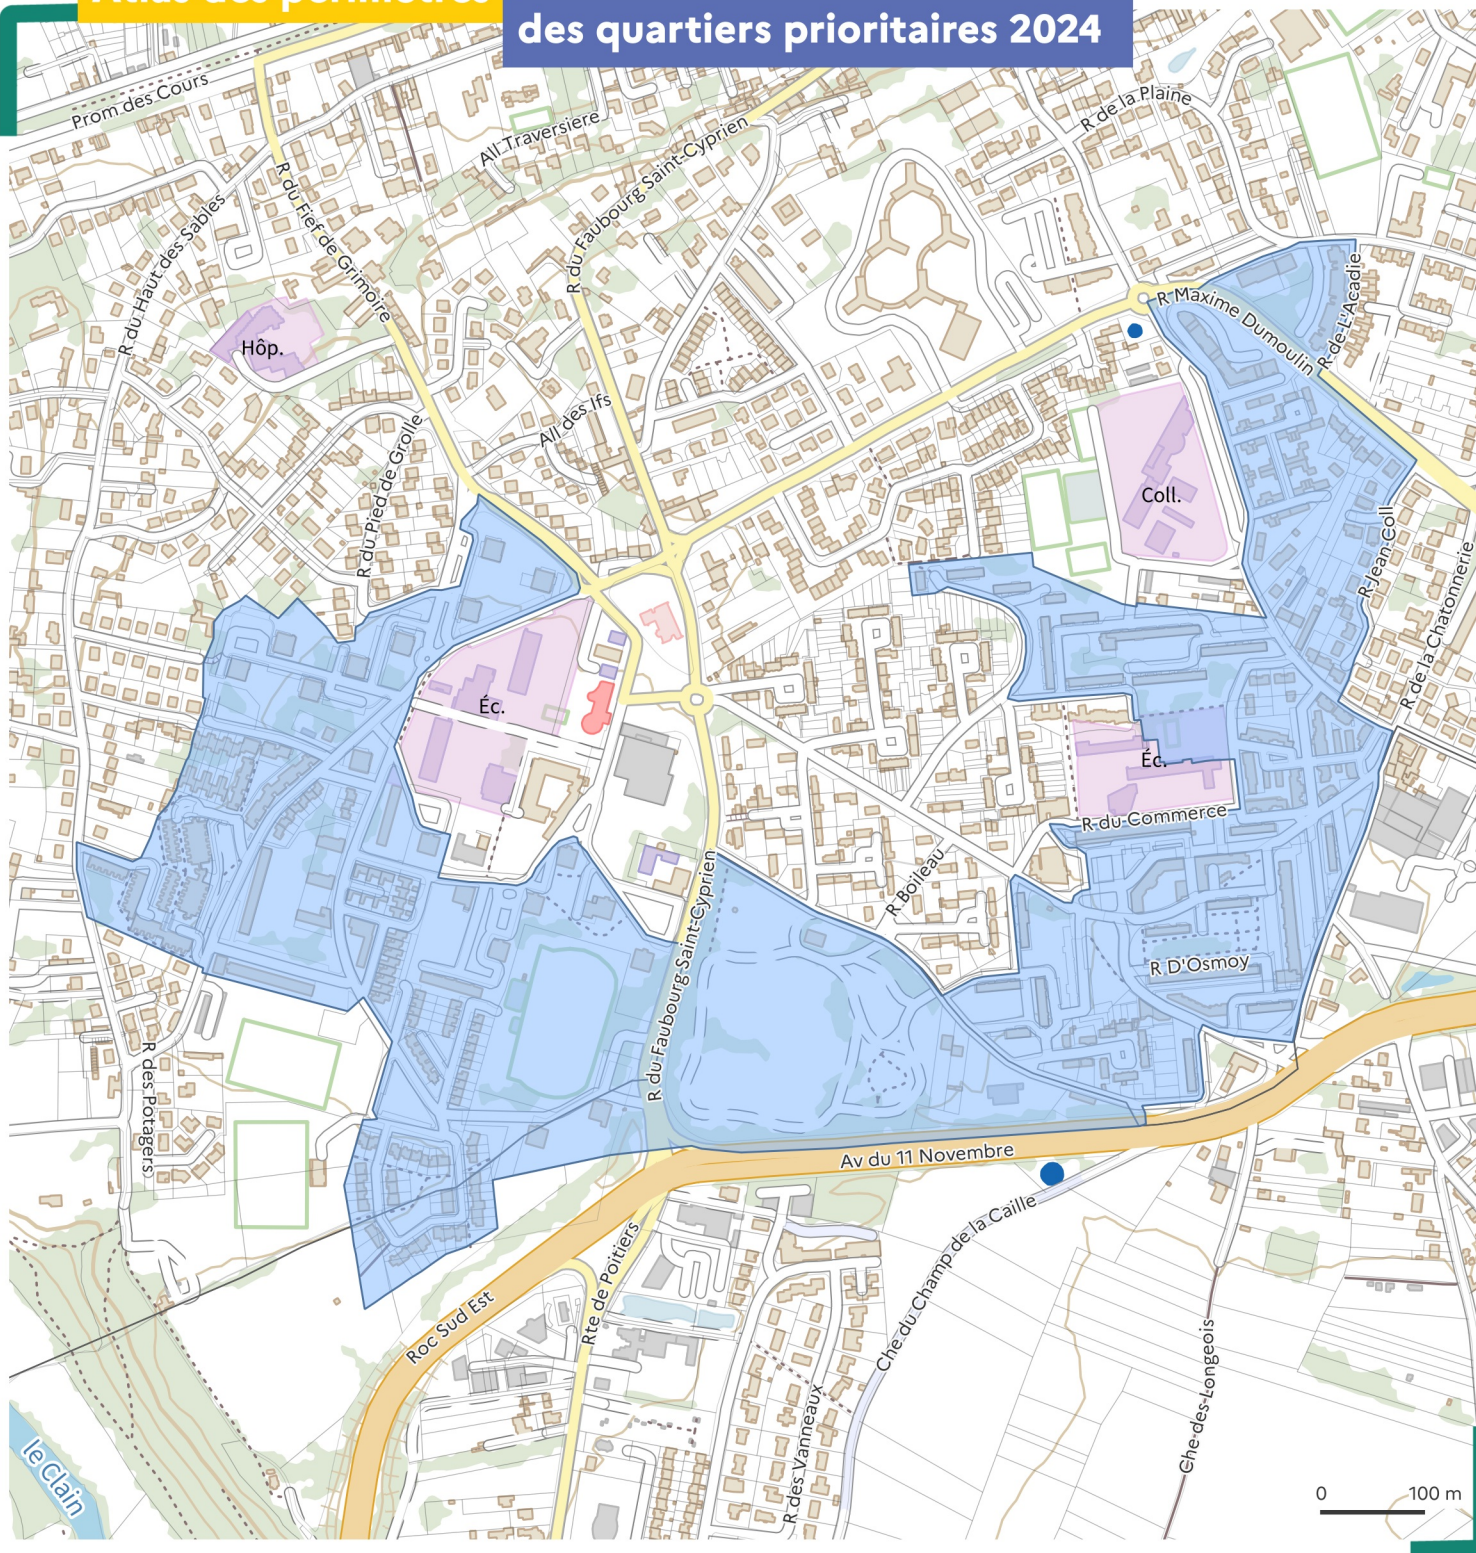 Atlas des périmètres
des quartiers prioritaires 2024
Prom des Cours
All Traversière
R de la Plaine
R du Faubourg Saint-Cyprien
R du Fief de Grimoire
R du Haut des Sables
Hôp.
R Maxime Dumoulin
R de L'Acadie
All des Ifs
R du Pied de Grolle
Coll.
R Jean Coll
R de la Chatonnerie
Éc.
Éc.
R du Commerce
R Boileau
R D'Osmoy
R du Faubourg Saint-Cyprien
R des Potagers
Av du 11 Novembre
Che du Champ de la Caille
Rte de Poitiers
Roc Sud Est
Che des Longeois
R des Vanneaux
le Clain
0 100 m